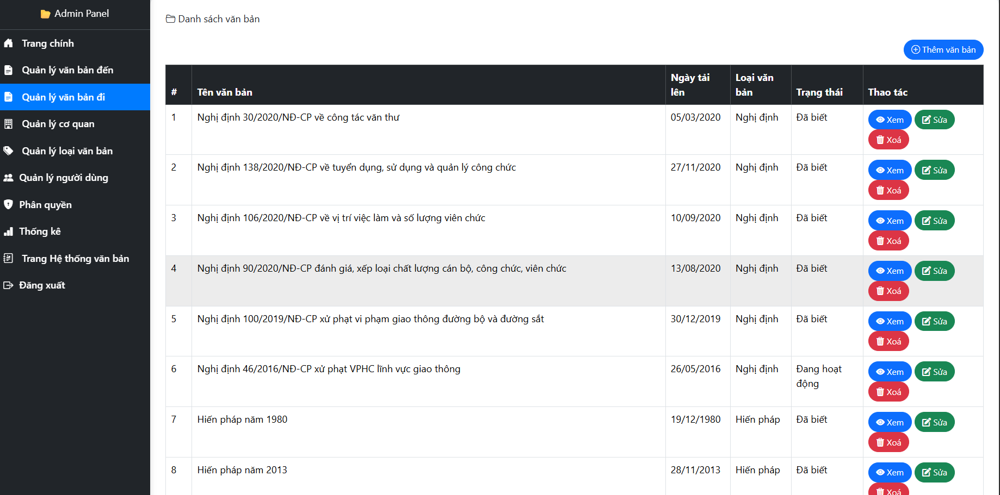 Admin Panel
Trang chính
Quản lý văn bản đến
Quản lý văn bản đi
Quản lý cơ quan
Quản lý loại văn bản
Quản lý người dùng
Phân quyền
Thống kê
Trang Hệ thống văn bản
Đăng xuất
Danh sách văn bản
Thêm văn bản
# Tên văn bản Ngày tải lên Loại văn bản Trạng thái Thao tác
1 Nghị định 30/2020/NĐ-CP về công tác văn thư 05/03/2020 Nghị định Đã biết Xem Sửa
Xoá
2 Nghị định 138/2020/NĐ-CP về tuyển dụng, sử dụng và quản lý công chức 27/11/2020 Nghị định Đã biết Xem Sửa
Xoá
3 Nghị định 106/2020/NĐ-CP về vị trí việc làm và số lượng viên chức 10/09/2020 Nghị định Đã biết Xem Sửa
Xoá
4 Nghị định 90/2020/NĐ-CP đánh giá, xếp loại chất lượng cán bộ, công chức, viên chức 13/08/2020 Nghị định Đã biết Xem Sửa
Xoá
5 Nghị định 100/2019/NĐ-CP xử phạt vi phạm giao thông đường bộ và đường sắt 30/12/2019 Nghị định Đã biết Xem Sửa
Xoá
6 Nghị định 46/2016/NĐ-CP xử phạt VPHC lĩnh vực giao thông 26/05/2016 Nghị định Đang hoạt động Xem Sửa
Xoá
7 Hiến pháp năm 1980 19/12/1980 Hiến pháp Đã biết Xem Sửa
Xoá
8 Hiến pháp năm 2013 28/11/2013 Hiến pháp Đã biết Xem Sửa
Xoá